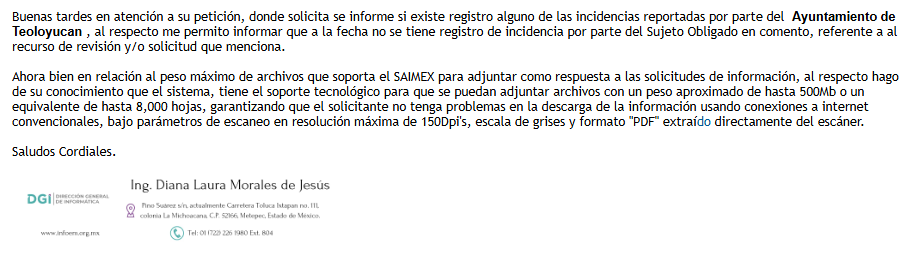 Buenas tardes en atención a su petición, donde solicita se informe si existe registro alguno de las incidencias reportadas por parte del Ayuntamiento de
Teoloyucan , al respecto me permito informar que a la fecha no se tiene registro de incidencia por parte del Sujeto Obligado en comento, referente a al
recurso de revisión y/o solicitud que menciona.
Ahora bien en relación al peso máximo de archivos que soporta el SAIMEX para adjuntar como respuesta a las solicitudes de información, al respecto hago
de su conocimiento que el sistema, tiene el soporte tecnológico para que se puedan adjuntar archivos con un peso aproximado de hasta 500Mb o un
equivalente de hasta 8,000 hojas, garantizando que el solicitante no tenga problemas en la descarga de la información usando conexiones a internet
convencionales, bajo parámetros de escaneo en resolución máxima de 150Dpi's, escala de grises y formato "PDF" extraído directamente del escáner.
Saludos Cordiales.
Ing. Diana Laura Morales de Jesús
DGI DIRECCIÓN GENERAL
DE INFORMÁTICA
Pino Suárez s/n, actualmente Carretera Toluca Ixtapan no. 111,
colonia La Michoacana, C.P. 52166, Metepec, Estado de México.
www.infoem.org.mx
Tel: 01 (722) 226 1980 Ext. 804